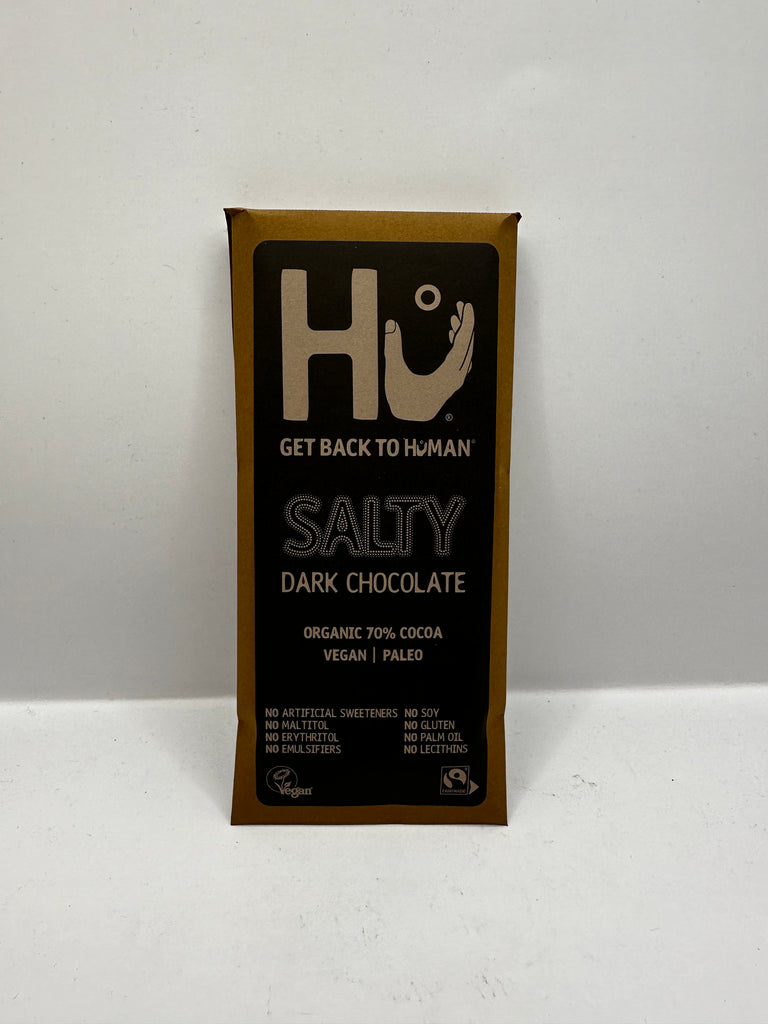 Hu
®
GET BACK TO HUMAN®
SALTY
DARK CHOCOLATE
ORGANIC 70% COCOA
VEGAN | PALEO
NO ARTIFICIAL SWEETENERS NO SOY
NO MALTITOL NO GLUTEN
NO ERYTHRITOL NO PALM OIL
NO EMULSIFIERS NO LECITHINS
Vegan
FAIRTRADE